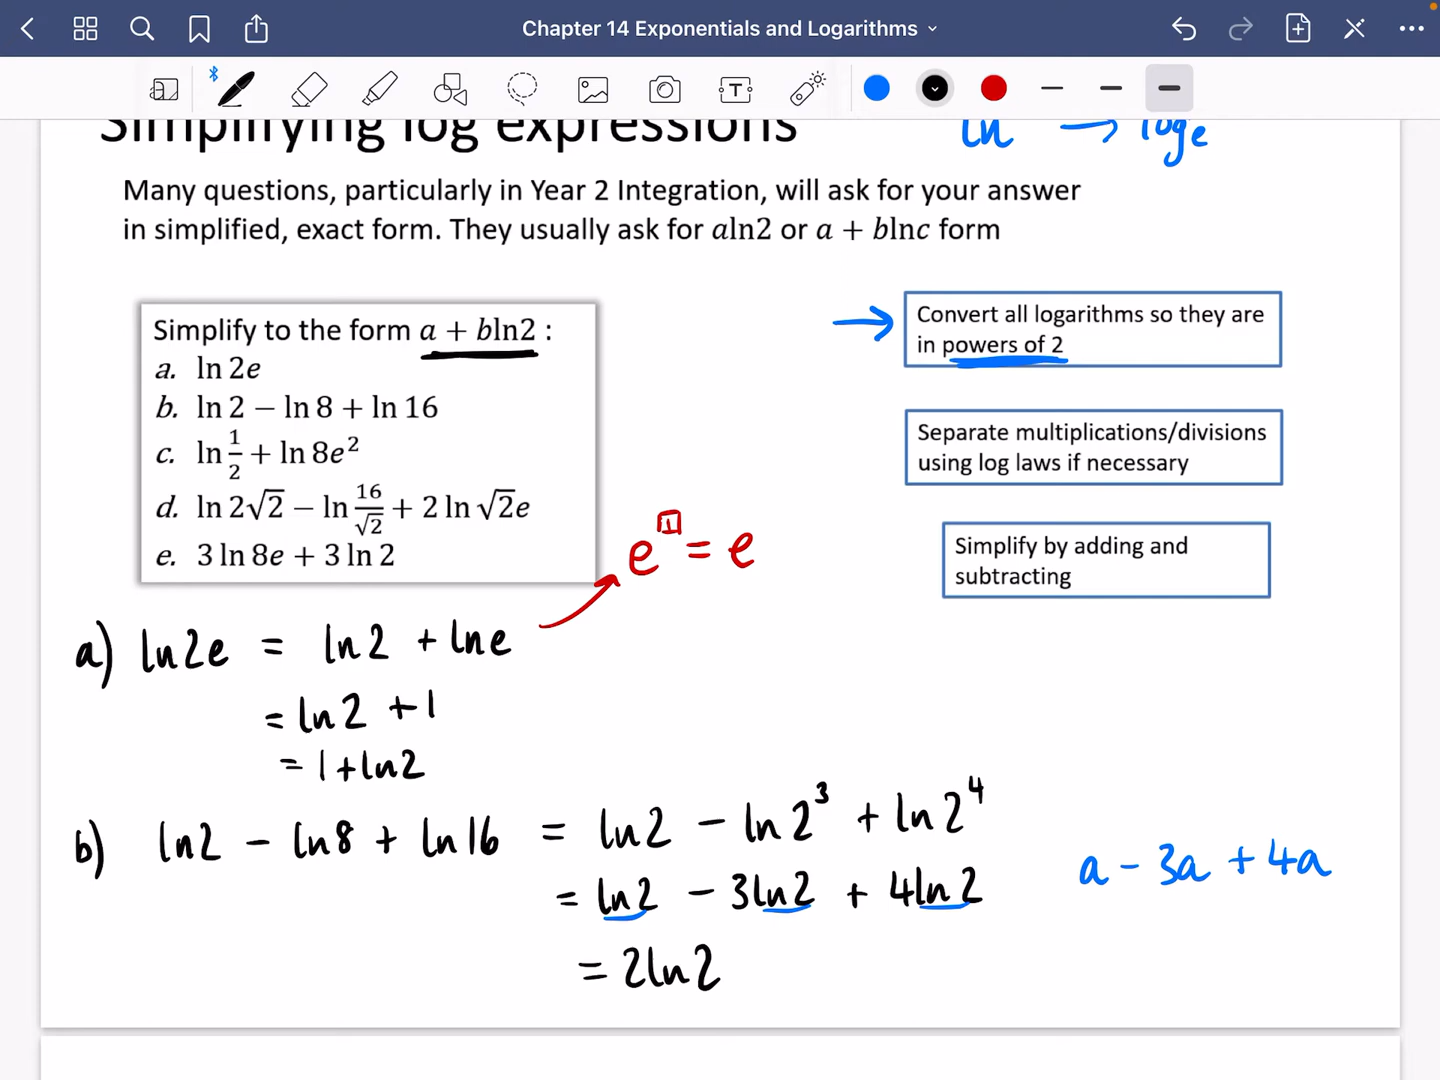 Chapter 14 Exponentials and Logarithms
Simplifying log expressions
ln → logₑ
Many questions, particularly in Year 2 Integration, will ask for your answer
in simplified, exact form. They usually ask for aln2 or a + blnc form
Simplify to the form a + bln2 :
a. ln 2e
b. ln 2 − ln 8 + ln 16
c. ln 1/2 + ln 8e²
d. ln 2√2 − ln 16/√2 + 2 ln √2e
e. 3 ln 8e + 3 ln 2
Convert all logarithms so they are
in powers of 2
Separate multiplications/divisions
using log laws if necessary
Simplify by adding and
subtracting
e¹ = e
a) ln2e = ln2 + lne
= ln2 + 1
= 1+ln2
b) ln2 − ln8 + ln16 = ln2 − ln2³ + ln2⁴
= ln2 − 3ln2 + 4ln2
a − 3a + 4a
= 2ln2